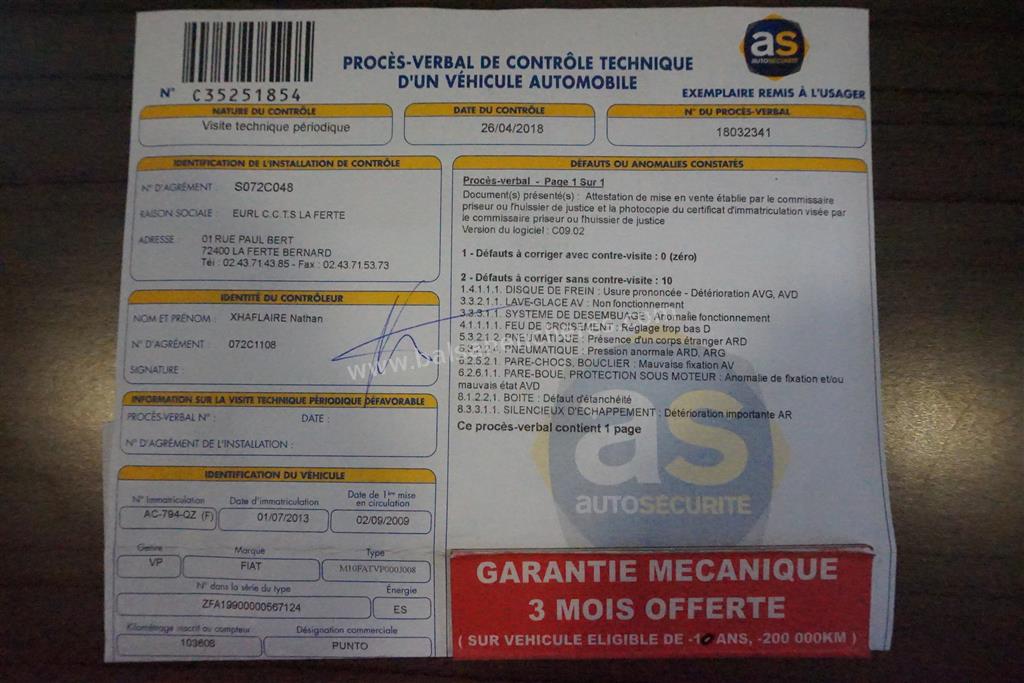 as
AUTOSÉCURITÉ
PROCÈS-VERBAL DE CONTRÔLE TECHNIQUE
D'UN VÉHICULE AUTOMOBILE
N° C35251854
EXEMPLAIRE REMIS À L'USAGER
NATURE DU CONTRÔLE
Visite technique périodique
DATE DU CONTRÔLE
26/04/2018
N° DU PROCÈS-VERBAL
18032341
IDENTIFICATION DE L'INSTALLATION DE CONTRÔLE
N° D'AGRÉMENT : S072C048
RAISON SOCIALE : EURL C.C.T.S LA FERTE
ADRESSE : 01 RUE PAUL BERT
72400 LA FERTE BERNARD
Tél : 02.43.71.43.85 - Fax : 02.43.71.53.73
IDENTITÉ DU CONTRÔLEUR
NOM ET PRÉNOM : XHAFLAIRE Nathan
N° D'AGRÉMENT : 072C1108
SIGNATURE :
INFORMATION SUR LA VISITE TECHNIQUE PÉRIODIQUE DÉFAVORABLE
PROCÈS-VERBAL N° : DATE :
N° D'AGRÉMENT DE L'INSTALLATION :
IDENTIFICATION DU VÉHICULE
N° Immatriculation Date d'immatriculation Date de 1ère mise
en circulation
AC-794-QZ (F) 01/07/2013 02/09/2009
Genre Marque Type
VP FIAT M10FATVP000J008
N° dans la série du type Énergie
ZFA19900000567124 ES
Kilométrage inscrit au compteur Désignation commerciale
103608 PUNTO
DÉFAUTS OU ANOMALIES CONSTATÉS
Procès-verbal - Page 1 Sur 1
Document(s) présenté(s) : Attestation de mise en vente établie par le commissaire
priseur ou l'huissier de justice et la photocopie du certificat d'immatriculation visée par
le commissaire priseur ou l'huissier de justice
Version du logiciel : C09.02
1 - Défauts à corriger avec contre-visite : 0 (zéro)
2 - Défauts à corriger sans contre-visite : 10
1.4.1.1.1. DISQUE DE FREIN : Usure prononcée - Détérioration AVG, AVD
3.3.2.1.1. LAVE-GLACE AV : Non fonctionnement
3.3.3.1.1. SYSTEME DE DESEMBUAGE : Anomalie fonctionnement
4.1.1.1.1. FEU DE CROISEMENT : Réglage trop bas D
5.3.2.1.2. PNEUMATIQUE : Présence d'un corps étranger ARD
PNEUMATIQUE : Pression anormale ARD, ARG
6.2.5.2.1. PARE-CHOCS, BOUCLIER : Mauvaise fixation AV
6.2.6.1.1. PARE-BOUE, PROTECTION SOUS MOTEUR : Anomalie de fixation et/ou
mauvais état AVD
8.1.2.2.1. BOITE : Défaut d'étanchéité
8.3.3.1.1. SILENCIEUX D'ECHAPPEMENT : Détérioration importante AR
Ce procès-verbal contient 1 page
as
AUTOSÉCURITÉ
GARANTIE MECANIQUE
3 MOIS OFFERTE
( SUR VEHICULE ELIGIBLE DE -10 ANS, -200 000KM )